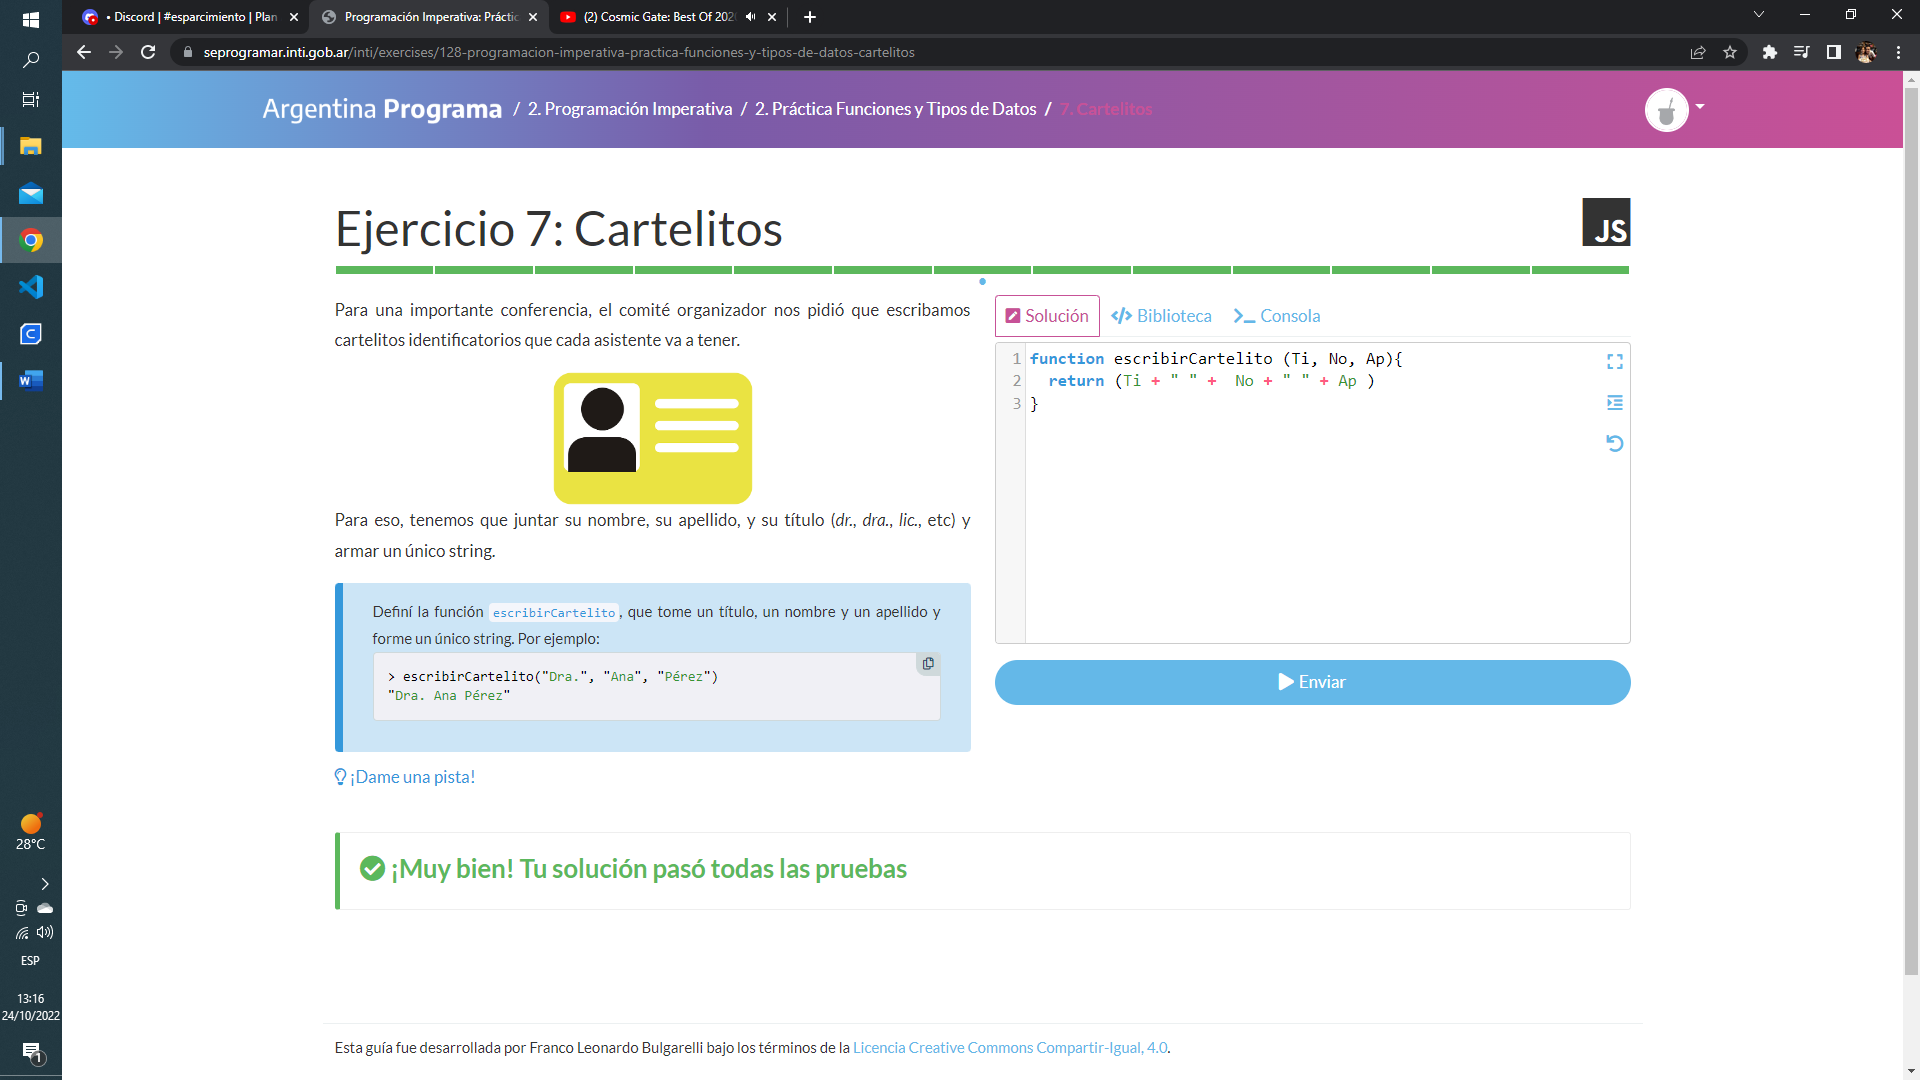 • Discord | #esparcimiento | Plan
Programación Imperativa: Práctic
(2) Cosmic Gate: Best Of 202
seprogramar.inti.gob.ar/inti/exercises/128-programacion-imperativa-practica-funciones-y-tipos-de-datos-cartelitos
Argentina Programa / 2. Programación Imperativa / 2. Práctica Funciones y Tipos de Datos / 7. Cartelitos
Ejercicio 7: Cartelitos
JS
Para una importante conferencia, el comité organizador nos pidió que escribamos
cartelitos identificatorios que cada asistente va a tener.
Para eso, tenemos que juntar su nombre, su apellido, y su título (dr., dra., lic., etc) y
armar un único string.
Definí la función escribirCartelito, que tome un título, un nombre y un apellido y
forme un único string. Por ejemplo:
> escribirCartelito("Dra.", "Ana", "Pérez")
"Dra. Ana Pérez"
¡Dame una pista!
Solución
Biblioteca
Consola
1 function escribirCartelito (Ti, No, Ap){
2 return (Ti + " " +  No + " " + Ap )
3 }
Enviar
¡Muy bien! Tu solución pasó todas las pruebas
Esta guía fue desarrollada por Franco Leonardo Bulgarelli bajo los términos de la Licencia Creative Commons Compartir-Igual, 4.0.
28°C
ESP
13:16
24/10/2022
1